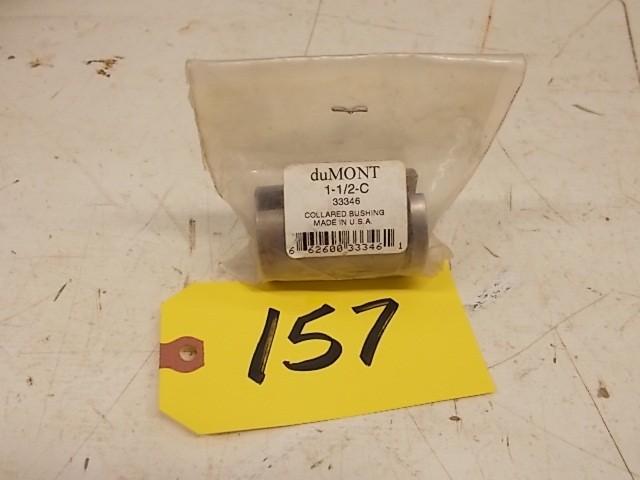 duMONT
1-1/2-C
33346
COLLARED BUSHING
MADE IN U.S.A.
6 62600 33346 1
157